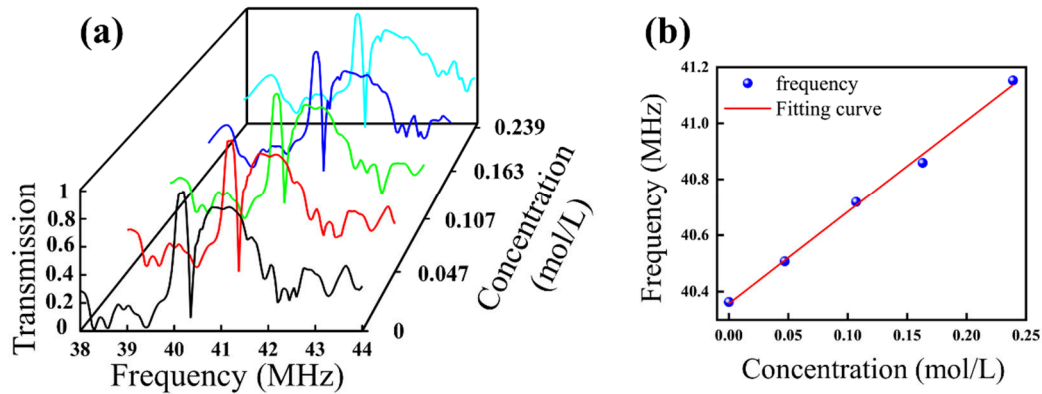 (a)
Transmission
1
0.8
0.6
0.4
0.2
0
38
39
40
41
42
43
44
Frequency (MHz)
0
0.047
0.107
0.163
0.239
Concentration
(mol/L)
(b)
Frequency (MHz)
41.2
41.0
40.8
40.6
40.4
frequency
Fitting curve
0.00
0.05
0.10
0.15
0.20
0.25
Concentration (mol/L)